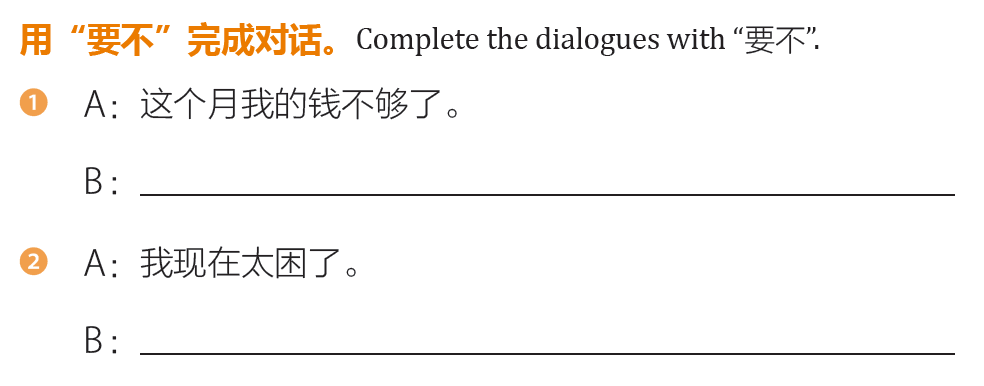 用“要不”完成对话。Complete the dialogues with “要不”.
1 A：这个月我的钱不够了。
B：
2 A：我现在太困了。
B：